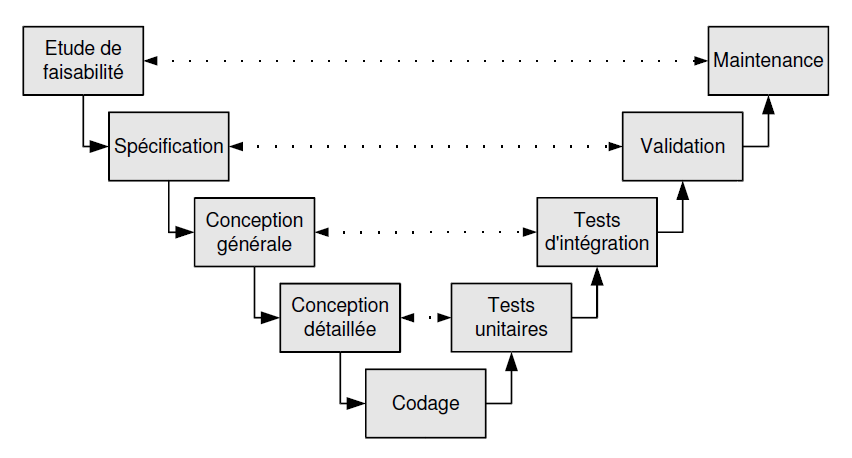 Etude de
faisabilité
Maintenance
Spécification
Validation
Conception
générale
Tests
d'intégration
Conception
détaillée
Tests
unitaires
Codage